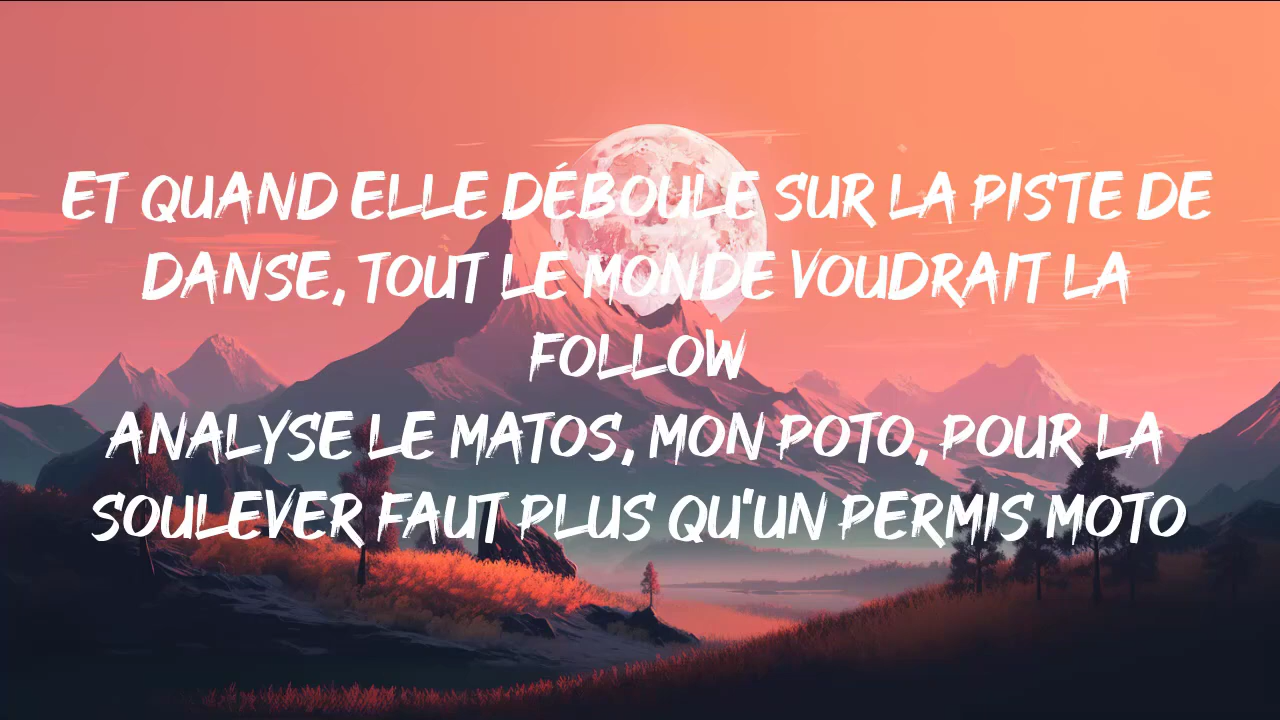 ET QUAND ELLE DÉBOULE SUR LA PISTE DE
DANSE, TOUT LE MONDE VOUDRAIT LA
FOLLOW
ANALYSE LE MATOS, MON POTO, POUR LA
SOULEVER FAUT PLUS QU'UN PERMIS MOTO